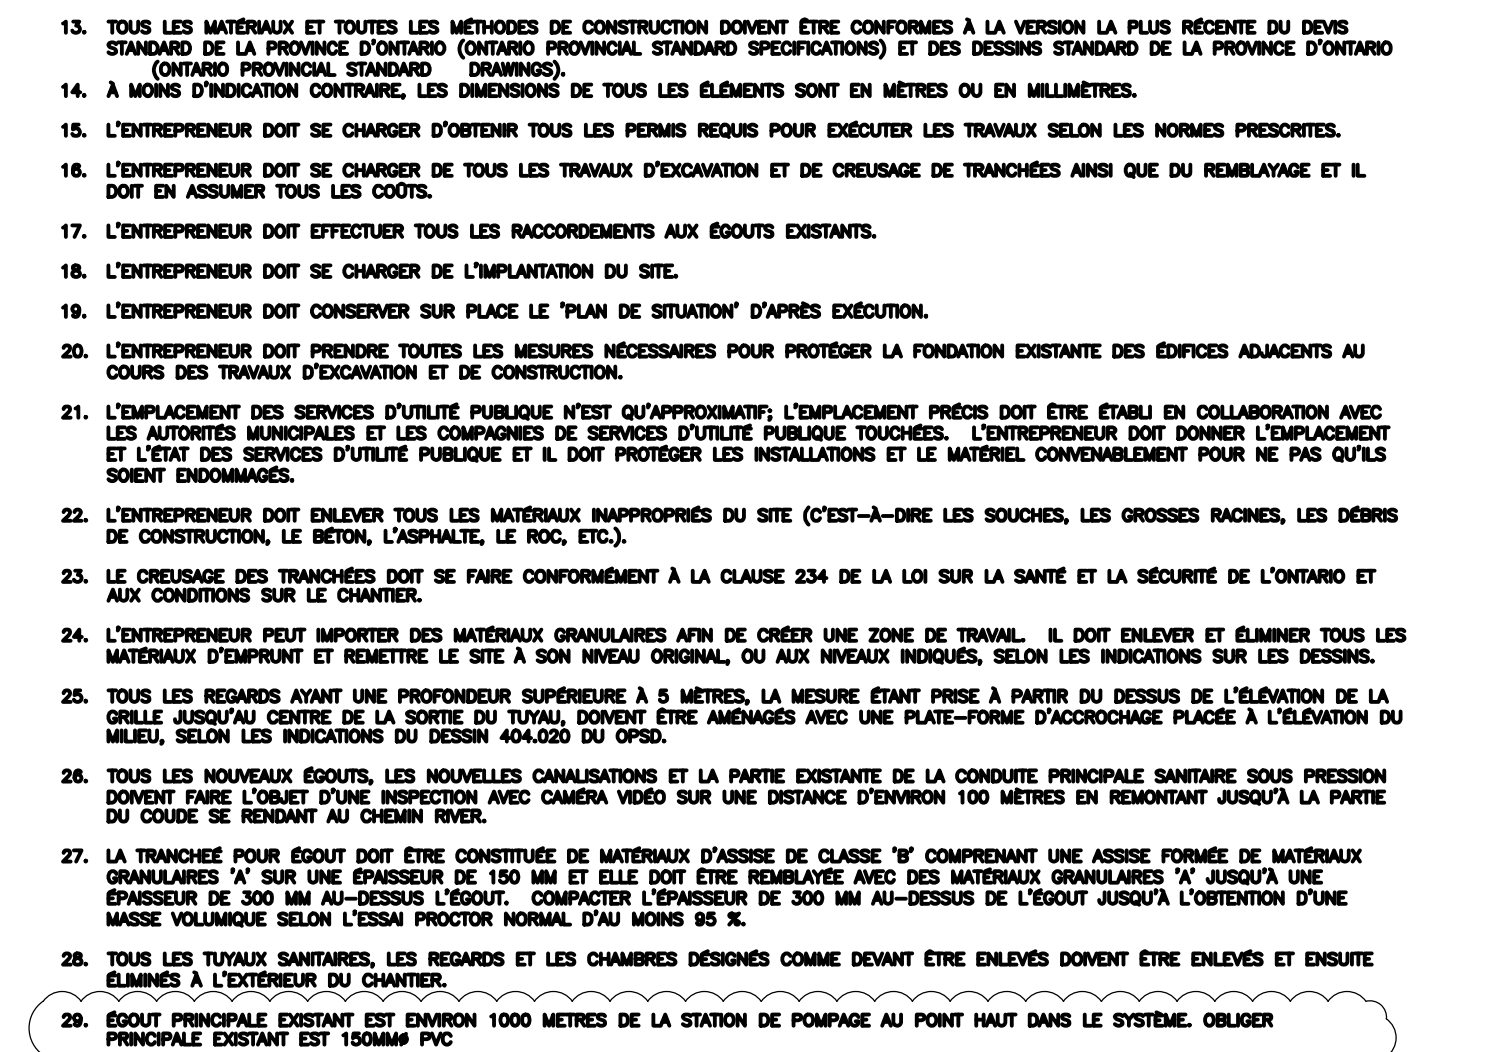 13. TOUS LES MATÉRIAUX ET TOUTES LES MÉTHODES DE CONSTRUCTION DOIVENT ÊTRE CONFORMES À LA VERSION LA PLUS RÉCENTE DU DEVIS
STANDARD DE LA PROVINCE D'ONTARIO (ONTARIO PROVINCIAL STANDARD SPECIFICATIONS) ET DES DESSINS STANDARD DE LA PROVINCE D'ONTARIO
(ONTARIO PROVINCIAL STANDARD DRAWINGS).
14. À MOINS D'INDICATION CONTRAIRE, LES DIMENSIONS DE TOUS LES ÉLÉMENTS SONT EN MÈTRES OU EN MILLIMÈTRES.
15. L'ENTREPRENEUR DOIT SE CHARGER D'OBTENIR TOUS LES PERMIS REQUIS POUR EXÉCUTER LES TRAVAUX SELON LES NORMES PRESCRITES.
16. L'ENTREPRENEUR DOIT SE CHARGER DE TOUS LES TRAVAUX D'EXCAVATION ET DE CREUSAGE DE TRANCHÉES AINSI QUE DU REMBLAYAGE ET IL
DOIT EN ASSUMER TOUS LES COÛTS.
17. L'ENTREPRENEUR DOIT EFFECTUER TOUS LES RACCORDEMENTS AUX ÉGOUTS EXISTANTS.
18. L'ENTREPRENEUR DOIT SE CHARGER DE L'IMPLANTATION DU SITE.
19. L'ENTREPRENEUR DOIT CONSERVER SUR PLACE LE 'PLAN DE SITUATION' D'APRÈS EXÉCUTION.
20. L'ENTREPRENEUR DOIT PRENDRE TOUTES LES MESURES NÉCESSAIRES POUR PROTÉGER LA FONDATION EXISTANTE DES ÉDIFICES ADJACENTS AU
COURS DES TRAVAUX D'EXCAVATION ET DE CONSTRUCTION.
21. L'EMPLACEMENT DES SERVICES D'UTILITÉ PUBLIQUE N'EST QU'APPROXIMATIF; L'EMPLACEMENT PRÉCIS DOIT ÊTRE ÉTABLI EN COLLABORATION AVEC
LES AUTORITÉS MUNICIPALES ET LES COMPAGNIES DE SERVICES D'UTILITÉ PUBLIQUE TOUCHÉES. L'ENTREPRENEUR DOIT DONNER L'EMPLACEMENT
ET L'ÉTAT DES SERVICES D'UTILITÉ PUBLIQUE ET IL DOIT PROTÉGER LES INSTALLATIONS ET LE MATÉRIEL CONVENABLEMENT POUR NE PAS QU'ILS
SOIENT ENDOMMAGÉS.
22. L'ENTREPRENEUR DOIT ENLEVER TOUS LES MATÉRIAUX INAPPROPRIÉS DU SITE (C'EST-À-DIRE LES SOUCHES, LES GROSSES RACINES, LES DÉBRIS
DE CONSTRUCTION, LE BÉTON, L'ASPHALTE, LE ROC, ETC.).
23. LE CREUSAGE DES TRANCHÉES DOIT SE FAIRE CONFORMÉMENT À LA CLAUSE 234 DE LA LOI SUR LA SANTÉ ET LA SÉCURITÉ DE L'ONTARIO ET
AUX CONDITIONS SUR LE CHANTIER.
24. L'ENTREPRENEUR PEUT IMPORTER DES MATÉRIAUX GRANULAIRES AFIN DE CRÉER UNE ZONE DE TRAVAIL. IL DOIT ENLEVER ET ÉLIMINER TOUS LES
MATÉRIAUX D'EMPRUNT ET REMETTRE LE SITE À SON NIVEAU ORIGINAL, OU AUX NIVEAUX INDIQUÉS, SELON LES INDICATIONS SUR LES DESSINS.
25. TOUS LES REGARDS AYANT UNE PROFONDEUR SUPÉRIEURE À 5 MÈTRES, LA MESURE ÉTANT PRISE À PARTIR DU DESSUS DE L'ÉLÉVATION DE LA
GRILLE JUSQU'AU CENTRE DE LA SORTIE DU TUYAU, DOIVENT ÊTRE AMÉNAGÉS AVEC UNE PLATE-FORME D'ACCROCHAGE PLACÉE À L'ÉLÉVATION DU
MILIEU, SELON LES INDICATIONS DU DESSIN 404.020 DU OPSD.
26. TOUS LES NOUVEAUX ÉGOUTS, LES NOUVELLES CANALISATIONS ET LA PARTIE EXISTANTE DE LA CONDUITE PRINCIPALE SANITAIRE SOUS PRESSION
DOIVENT FAIRE L'OBJET D'UNE INSPECTION AVEC CAMÉRA VIDÉO SUR UNE DISTANCE D'ENVIRON 100 MÈTRES EN REMONTANT JUSQU'À LA PARTIE
DU COUDE SE RENDANT AU CHEMIN RIVER.
27. LA TRANCHEÉ POUR ÉGOUT DOIT ÊTRE CONSTITUÉE DE MATÉRIAUX D'ASSISE DE CLASSE 'B' COMPRENANT UNE ASSISE FORMÉE DE MATÉRIAUX
GRANULAIRES 'A' SUR UNE ÉPAISSEUR DE 150 MM ET ELLE DOIT ÊTRE REMBLAYÉE AVEC DES MATÉRIAUX GRANULAIRES 'A' JUSQU'À UNE
ÉPAISSEUR DE 300 MM AU-DESSUS L'ÉGOUT. COMPACTER L'ÉPAISSEUR DE 300 MM AU-DESSUS DE L'ÉGOUT JUSQU'À L'OBTENTION D'UNE
MASSE VOLUMIQUE SELON L'ESSAI PROCTOR NORMAL D'AU MOINS 95 %.
28. TOUS LES TUYAUX SANITAIRES, LES REGARDS ET LES CHAMBRES DÉSIGNÉS COMME DEVANT ÊTRE ENLEVÉS DOIVENT ÊTRE ENLEVÉS ET ENSUITE
ÉLIMINÉS À L'EXTÉRIEUR DU CHANTIER.
29. ÉGOUT PRINCIPALE EXISTANT EST ENVIRON 1000 METRES DE LA STATION DE POMPAGE AU POINT HAUT DANS LE SYSTÈME. OBLIGER
PRINCIPALE EXISTANT EST 150MMø PVC